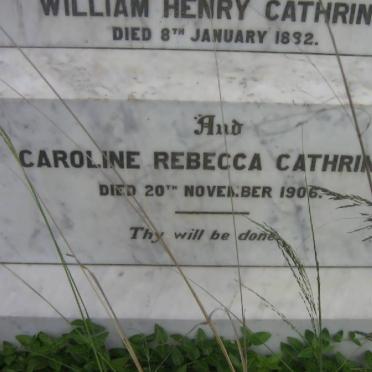 WILLIAM HENRY CATHRIN
DIED 8TH JANUARY 1892.
And
CAROLINE REBECCA CATHRIN
DIED 20TH NOVEMBER 1906.
Thy will be done.